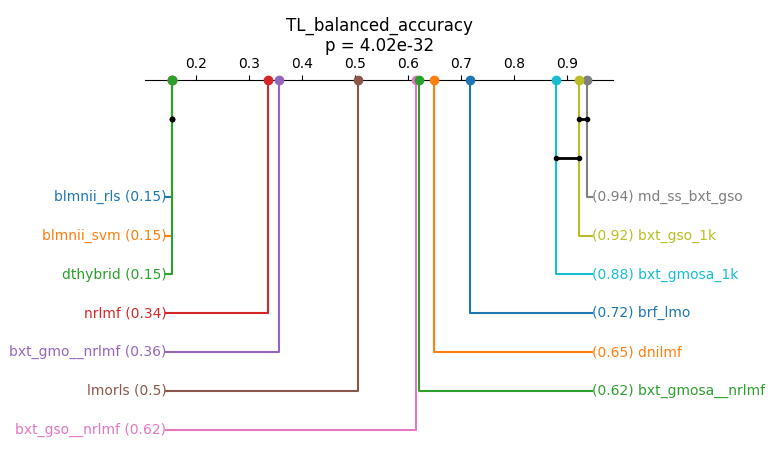 TL_balanced_accuracy
p = 4.02e-32
0.2 0.3 0.4 0.5 0.6 0.7 0.8 0.9
blmnii_rls (0.15)
(0.94) md_ss_bxt_gso
blmnii_svm (0.15)
(0.92) bxt_gso_1k
dthybrid (0.15)
(0.88) bxt_gmosa_1k
nrlmf (0.34)
(0.72) brf_lmo
bxt_gmo__nrlmf (0.36)
(0.65) dnilmf
lmorls (0.5)
(0.62) bxt_gmosa__nrlmf
bxt_gso__nrlmf (0.62)